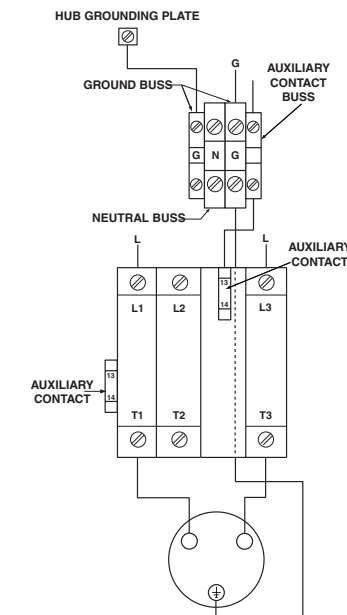 HUB GROUNDING PLATE
G
GROUND BUSS
AUXILIARY
CONTACT
BUSS
G N G
NEUTRAL BUSS
L
L
AUXILIARY
CONTACT
13
L1 L2 14 L3
13
AUXILIARY
CONTACT
14
T1 T2 T3